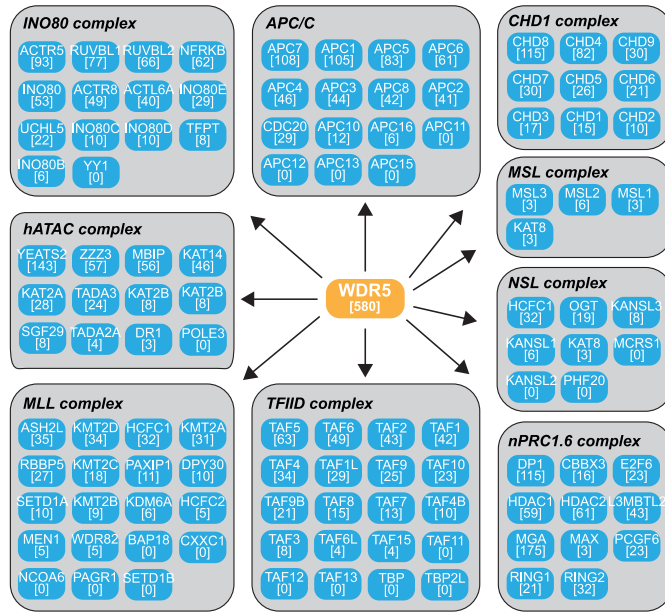 INO80 complex
ACTR5 RUVBL1 RUVBL2 NFRKB
[93] [77] [66] [62]
INO80 ACTR8 ACTL6A INO80E
[53] [49] [40] [29]
UCHL5 INO80C INO80D TFPT
[22] [10] [10] [8]
INO80B YY1
[6] [0]
APC/C
APC7 APC1 APC5 APC6
[108] [105] [83] [61]
APC4 APC3 APC8 APC2
[46] [44] [42] [41]
CDC20 APC10 APC16 APC11
[29] [12] [6] [0]
APC12 APC13 APC15
[0] [0] [0]
CHD1 complex
CHD8 CHD4 CHD9
[115] [82] [30]
CHD7 CHD5 CHD6
[30] [26] [21]
CHD3 CHD1 CHD2
[17] [15] [10]
MSL complex
MSL3 MSL2 MSL1
[3] [6] [3]
KAT8
[3]
hATAC complex
YEATS2 ZZZ3 MBIP KAT14
[143] [57] [56] [46]
KAT2A TADA3 KAT2B KAT2B
[28] [24] [8] [8]
SGF29 TADA2A DR1 POLE3
[8] [4] [3] [0]
WDR5
[580]
NSL complex
HCFC1 OGT KANSL3
[32] [19] [8]
KANSL1 KAT8 MCRS1
[6] [3] [0]
KANSL2 PHF20
[0] [0]
MLL complex
ASH2L KMT2D HCFC1 KMT2A
[35] [34] [32] [31]
RBBP5 KMT2C PAXIP1 DPY30
[27] [18] [11] [10]
SETD1A KMT2B KDM6A HCFC2
[10] [9] [6] [5]
MEN1 WDR82 BAP18 CXXC1
[5] [5] [0] [0]
NCOA6 PAGR1 SETD1B
[0] [0] [0]
TFIID complex
TAF5 TAF6 TAF2 TAF1
[63] [49] [43] [42]
TAF4 TAF1L TAF9 TAF10
[34] [29] [25] [23]
TAF9B TAF8 TAF7 TAF4B
[21] [15] [13] [10]
TAF3 TAF6L TAF15 TAF11
[8] [4] [4] [0]
TAF12 TAF13 TBP TBP2L
[0] [0] [0] [0]
nPRC1.6 complex
DP1 CBBX3 E2F6
[115] [16] [23]
HDAC1 HDAC2 L3MBTL2
[59] [61] [43]
MGA MAX PCGF6
[175] [3] [23]
RING1 RING2
[21] [32]